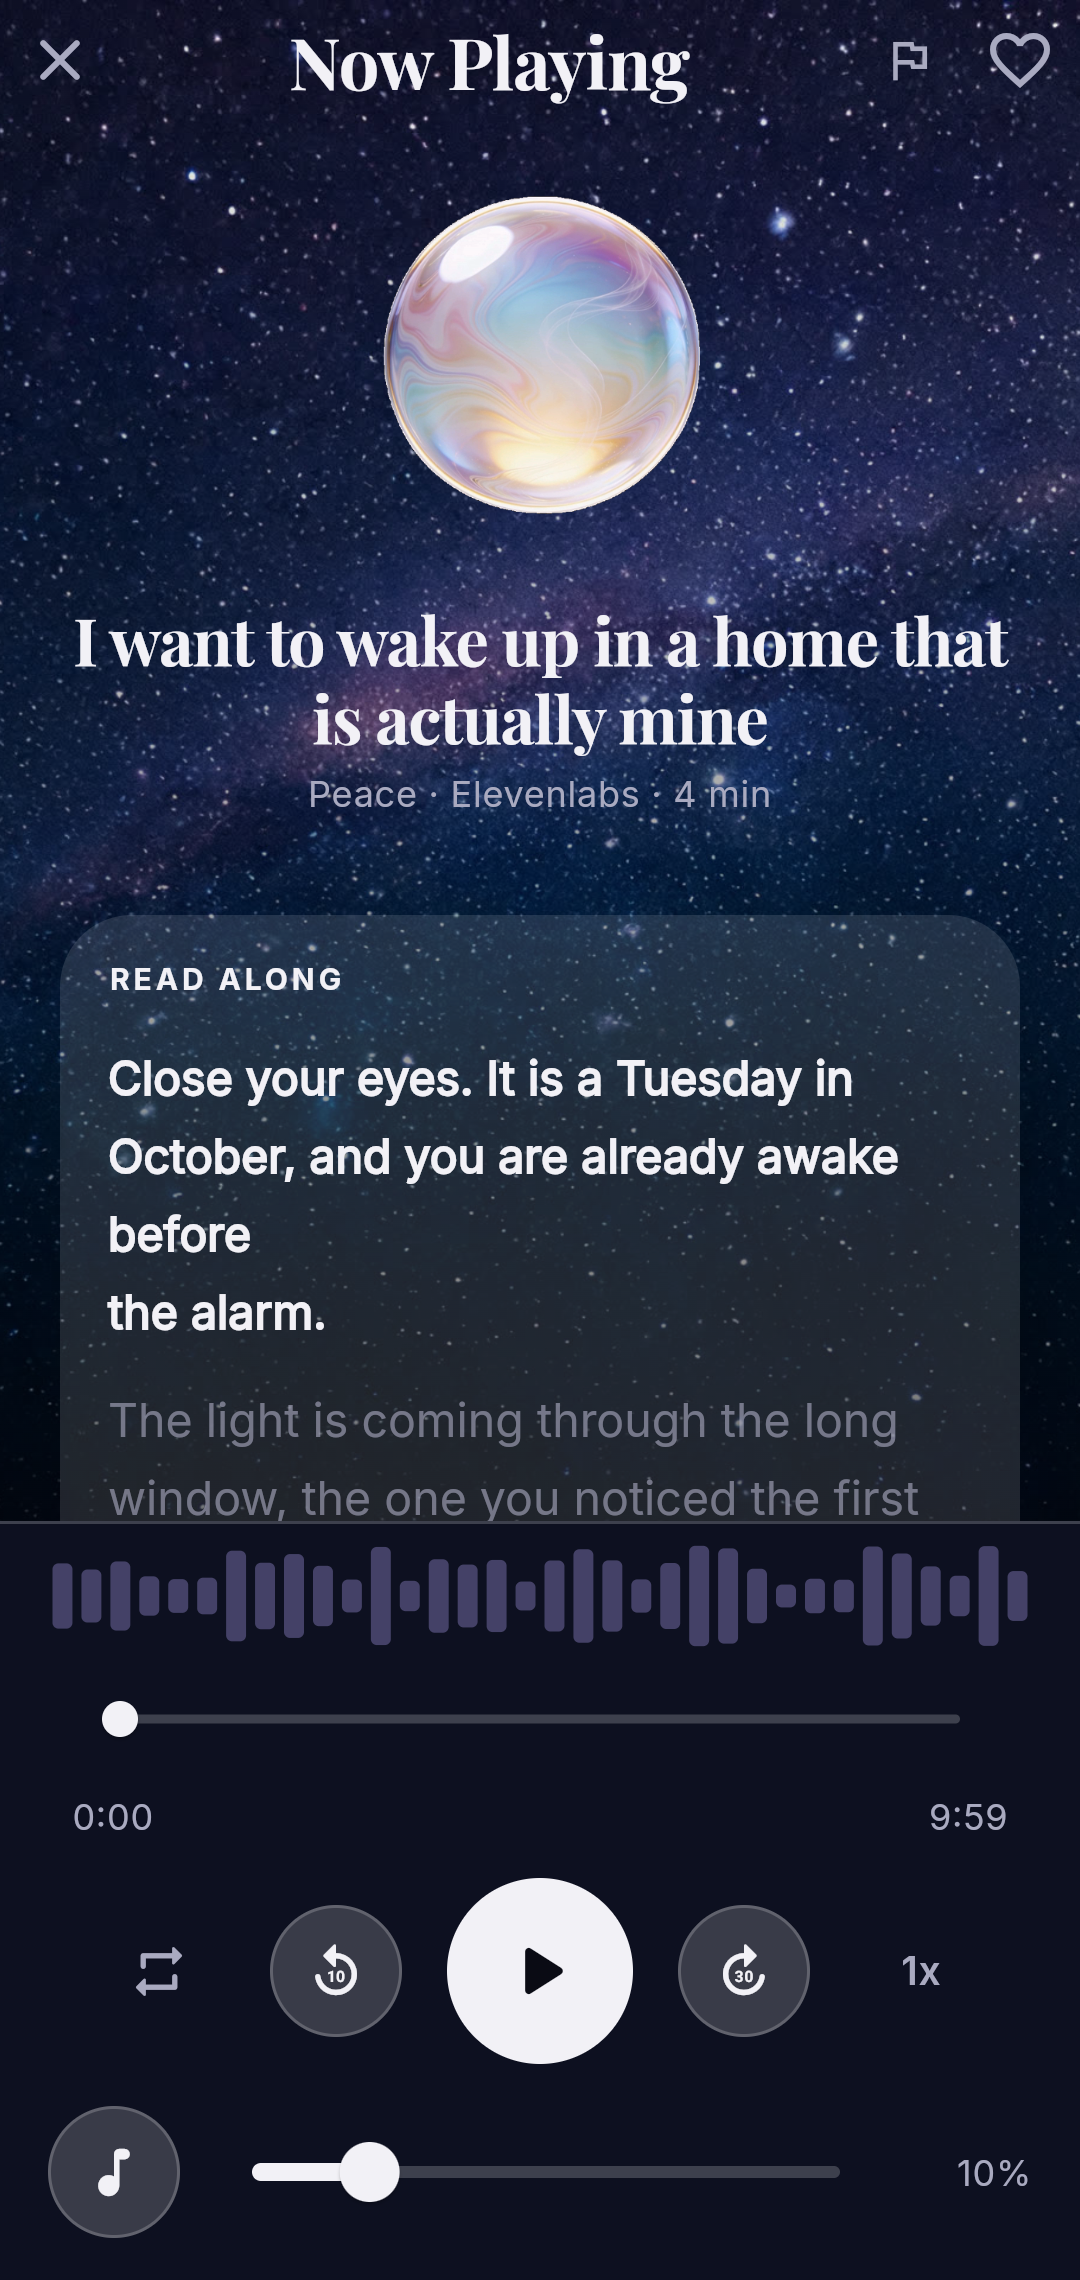 Now Playing
I want to wake up in a home that
is actually mine
Peace · Elevenlabs · 4 min
READ ALONG
Close your eyes. It is a Tuesday in
October, and you are already awake
before
the alarm.
The light is coming through the long
window, the one you noticed the first
0:00
9:59
10
30
1x
10%